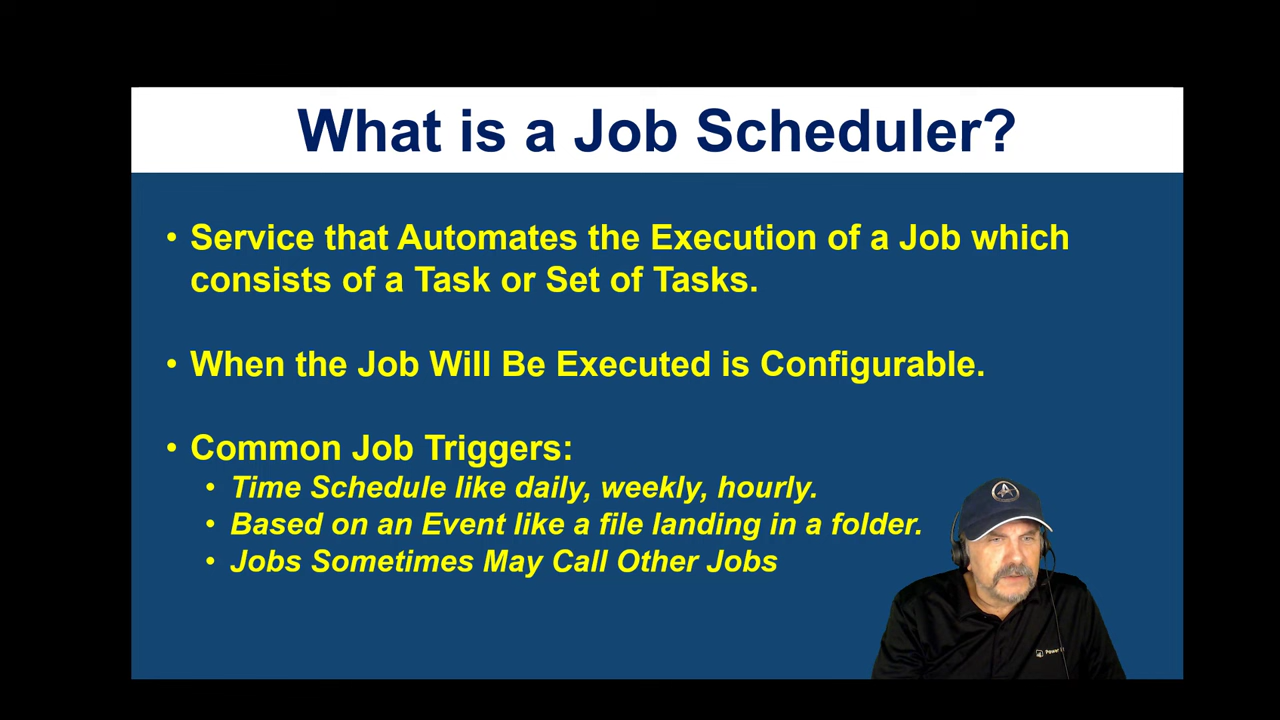 What is a Job Scheduler?
• Service that Automates the Execution of a Job which
consists of a Task or Set of Tasks.
• When the Job Will Be Executed is Configurable.
• Common Job Triggers:
• Time Schedule like daily, weekly, hourly.
• Based on an Event like a file landing in a folder.
• Jobs Sometimes May Call Other Jobs